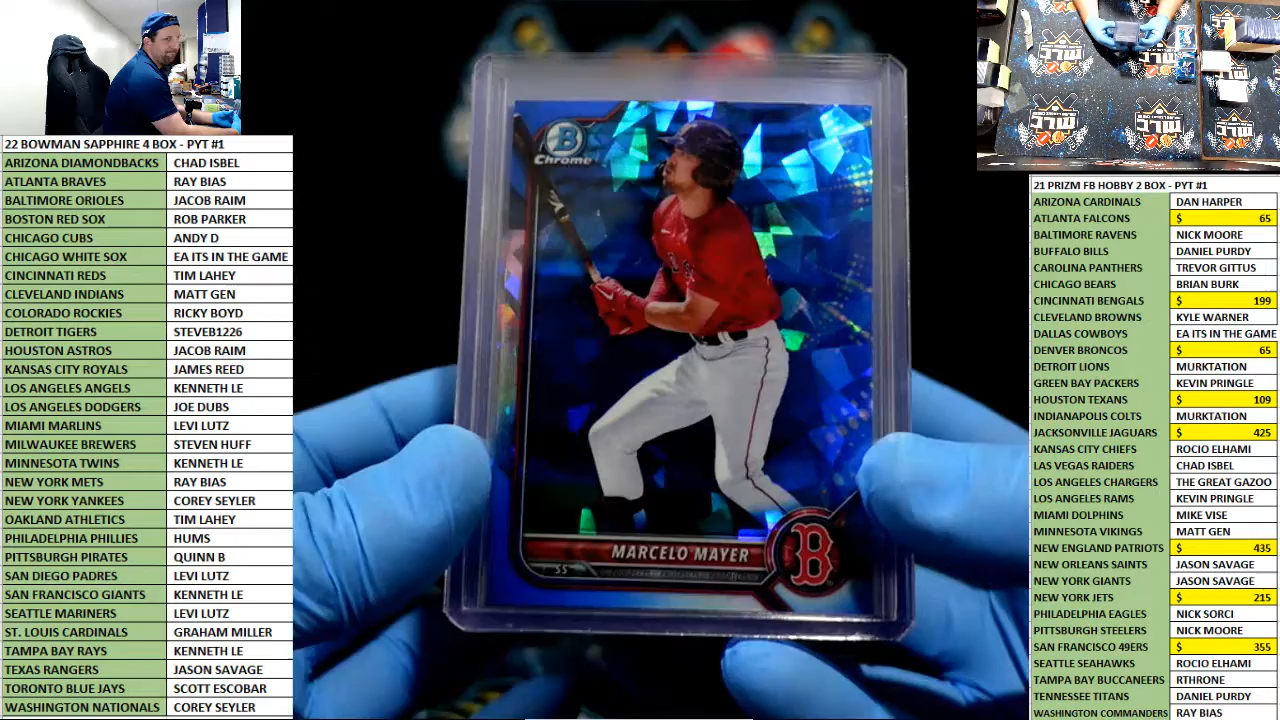 22 BOWMAN SAPPHIRE 4 BOX - PYT #1
ARIZONA DIAMONDBACKS CHAD ISBEL
ATLANTA BRAVES RAY BIAS
BALTIMORE ORIOLES JACOB RAIM
BOSTON RED SOX ROB PARKER
CHICAGO CUBS ANDY D
CHICAGO WHITE SOX EA ITS IN THE GAME
CINCINNATI REDS TIM LAHEY
CLEVELAND INDIANS MATT GEN
COLORADO ROCKIES RICKY BOYD
DETROIT TIGERS STEVEB1226
HOUSTON ASTROS JACOB RAIM
KANSAS CITY ROYALS JAMES REED
LOS ANGELES ANGELS KENNETH LE
LOS ANGELES DODGERS JOE DUBS
MIAMI MARLINS LEVI LUTZ
MILWAUKEE BREWERS STEVEN HUFF
MINNESOTA TWINS KENNETH LE
NEW YORK METS RAY BIAS
NEW YORK YANKEES COREY SEYLER
OAKLAND ATHLETICS TIM LAHEY
PHILADELPHIA PHILLIES HUMS
PITTSBURGH PIRATES QUINN B
SAN DIEGO PADRES LEVI LUTZ
SAN FRANCISCO GIANTS KENNETH LE
SEATTLE MARINERS LEVI LUTZ
ST. LOUIS CARDINALS GRAHAM MILLER
TAMPA BAY RAYS KENNETH LE
TEXAS RANGERS JASON SAVAGE
TORONTO BLUE JAYS SCOTT ESCOBAR
WASHINGTON NATIONALS COREY SEYLER
B
Chrome
MARCELO MAYER
SS
B
MLC
MLC
MLC
MLC
21 PRIZM FB HOBBY 2 BOX - PYT #1
ARIZONA CARDINALS DAN HARPER
ATLANTA FALCONS $ 65
BALTIMORE RAVENS NICK MOORE
BUFFALO BILLS DANIEL PURDY
CAROLINA PANTHERS TREVOR GITTUS
CHICAGO BEARS BRIAN BURK
CINCINNATI BENGALS $ 199
CLEVELAND BROWNS KYLE WARNER
DALLAS COWBOYS EA ITS IN THE GAME
DENVER BRONCOS $ 65
DETROIT LIONS MURKTATION
GREEN BAY PACKERS KEVIN PRINGLE
HOUSTON TEXANS $ 109
INDIANAPOLIS COLTS MURKTATION
JACKSONVILLE JAGUARS $ 425
KANSAS CITY CHIEFS ROCIO ELHAMI
LAS VEGAS RAIDERS CHAD ISBEL
LOS ANGELES CHARGERS THE GREAT GAZOO
LOS ANGELES RAMS KEVIN PRINGLE
MIAMI DOLPHINS MIKE VISE
MINNESOTA VIKINGS MATT GEN
NEW ENGLAND PATRIOTS $ 435
NEW ORLEANS SAINTS JASON SAVAGE
NEW YORK GIANTS JASON SAVAGE
NEW YORK JETS $ 215
PHILADELPHIA EAGLES NICK SORCI
PITTSBURGH STEELERS NICK MOORE
SAN FRANCISCO 49ERS $ 355
SEATTLE SEAHAWKS ROCIO ELHAMI
TAMPA BAY BUCCANEERS RTHRONE
TENNESSEE TITANS DANIEL PURDY
WASHINGTON COMMANDERS RAY BIAS